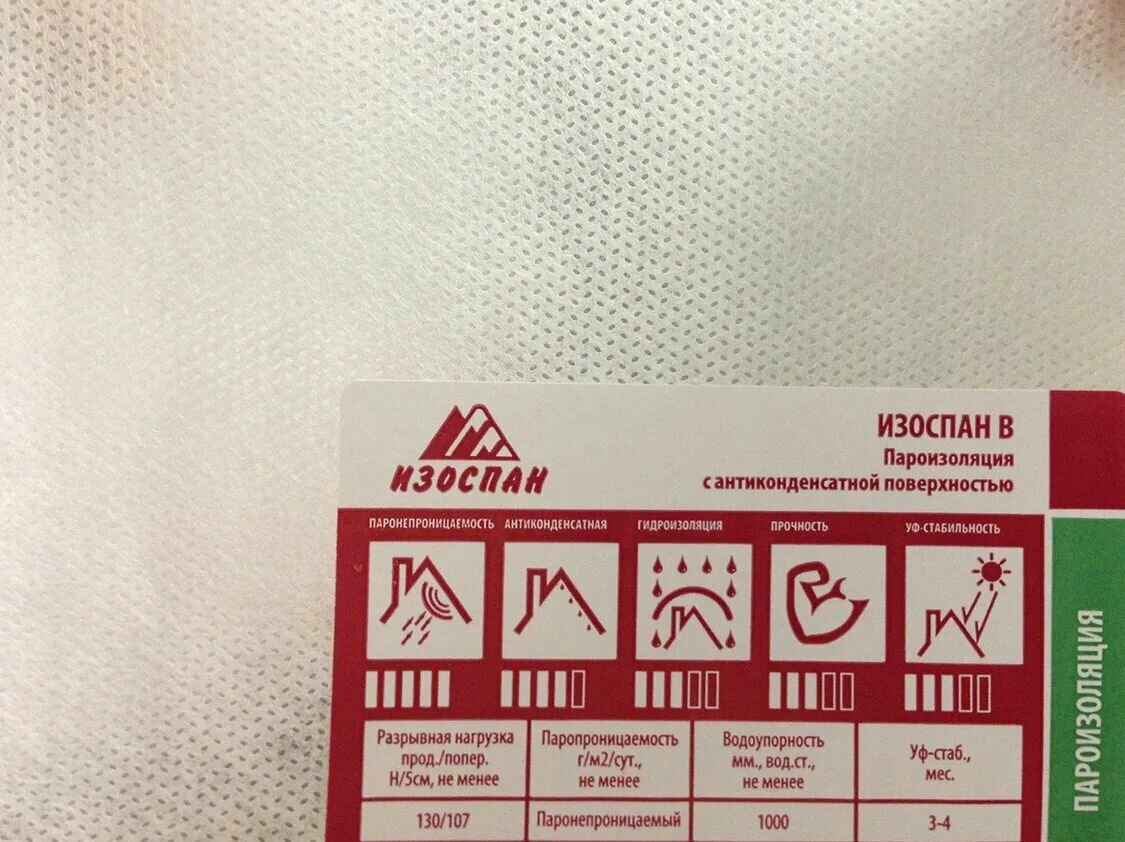 ИЗОСПАН
ИЗОСПАН В
Пароизоляция
с антиконденсатной поверхностью
ПАРОНЕПРОНИЦАЕМОСТЬ АНТИКОНДЕНСАТНАЯ ГИДРОИЗОЛЯЦИЯ ПРОЧНОСТЬ УФ-СТАБИЛЬНОСТЬ
Разрывная нагрузка
прод./попер.
Н/5см, не менее
Паропроницаемость
г/м2/сут.,
не менее
Водоупорность
мм., вод.ст.,
не менее
Уф-стаб.,
мес.
130/107
Паронепроницаемый
1000
3-4
ПАРОИЗОЛЯЦИЯ